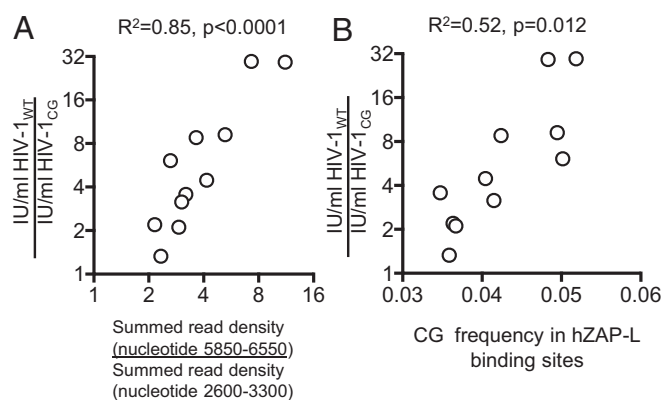 A
R²=0.85, p<0.0001
IU/ml HIV-1WT
IU/ml HIV-1CG
32
16
8
4
2
1
1 2 4 8 16
Summed read density
(nucleotide 5850-6550)
Summed read density
(nucleotide 2600-3300)
B
R²=0.52, p=0.012
IU/ml HIV-1WT
IU/ml HIV-1CG
32
16
8
4
2
1
0.03 0.04 0.05 0.06
CG frequency in hZAP-L
binding sites